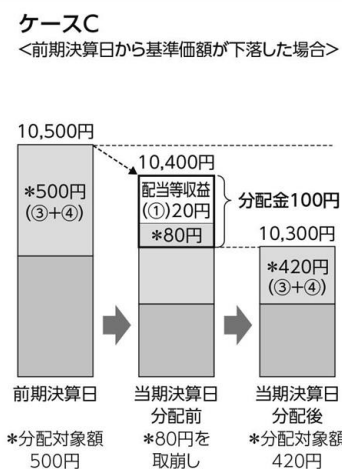 ケースC
<前期決算日から基準価額が下落した場合>
10,500円
10,400円
配当等収益
(①)20円
分配金100円
*500円
(③+④)
*80円
10,300円
*420円
(③+④)
前期決算日
当期決算日
分配前
当期決算日
分配後
*分配対象額
500円
*80円を
取崩し
*分配対象額
420円